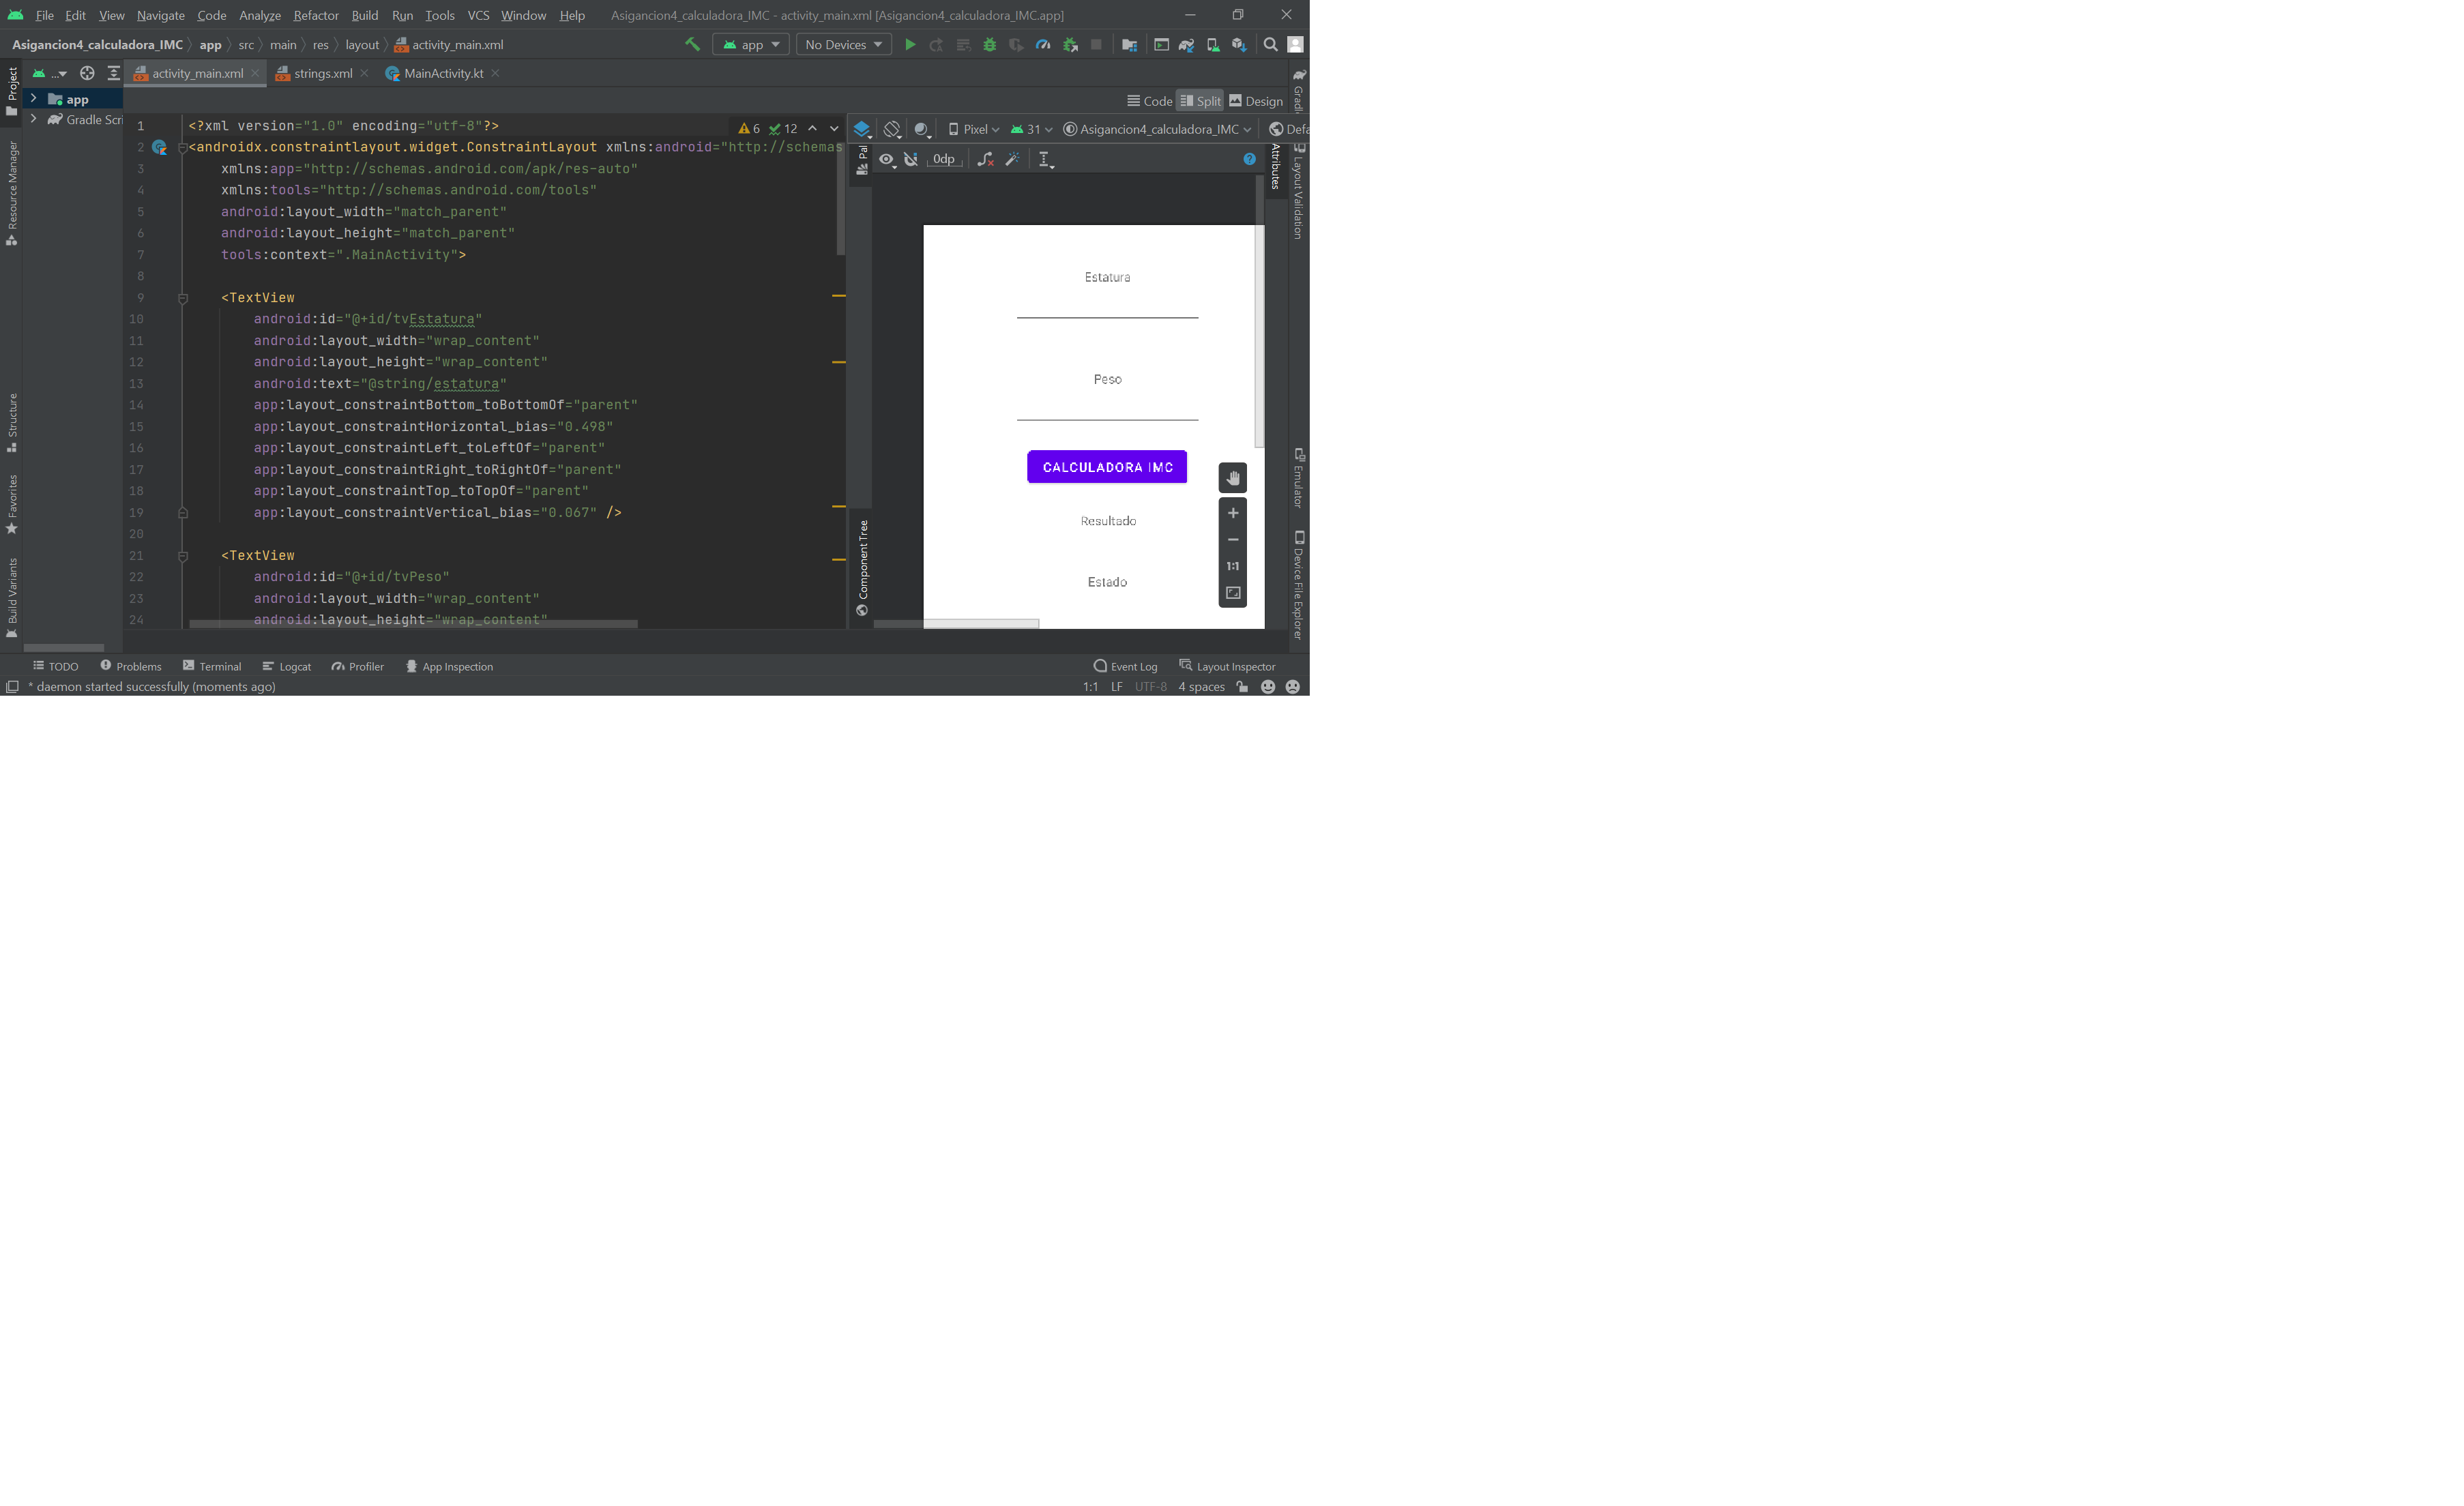 File Edit View Navigate Code Analyze Refactor Build Run Tools VCS Window Help Asigancion4_calculadora_IMC - activity_main.xml [Asigancion4_calculadora_IMC.app]
Asigancion4_calculadora_IMC app src main res layout activity_main.xml app No Devices
... activity_main.xml strings.xml MainActivity.kt
Project
app
Gradle Scri
Resource Manager
Structure
Favorites
Build Variants
Code Split Design
6 12
1 <?xml version="1.0" encoding="utf-8"?>
2 <androidx.constraintlayout.widget.ConstraintLayout xmlns:android="http://schemas
3 xmlns:app="http://schemas.android.com/apk/res-auto"
4 xmlns:tools="http://schemas.android.com/tools"
5 android:layout_width="match_parent"
6 android:layout_height="match_parent"
7 tools:context=".MainActivity">
8
9 <TextView
10 android:id="@+id/tvEstatura"
11 android:layout_width="wrap_content"
12 android:layout_height="wrap_content"
13 android:text="@string/estatura"
14 app:layout_constraintBottom_toBottomOf="parent"
15 app:layout_constraintHorizontal_bias="0.498"
16 app:layout_constraintLeft_toLeftOf="parent"
17 app:layout_constraintRight_toRightOf="parent"
18 app:layout_constraintTop_toTopOf="parent"
19 app:layout_constraintVertical_bias="0.067" />
20
21 <TextView
22 android:id="@+id/tvPeso"
23 android:layout_width="wrap_content"
24 android:layout_height="wrap_content"
Pixel 31 Asigancion4_calculadora_IMC Defa
Pal
0dp
Component Tree
Estatura
Peso
CALCULADORA IMC
Resultado
Estado
1:1
Attributes
Gradl
Layout Validation
Emulator
Device File Explorer
TODO Problems Terminal Logcat Profiler App Inspection Event Log Layout Inspector
* daemon started successfully (moments ago) 1:1 LF UTF-8 4 spaces